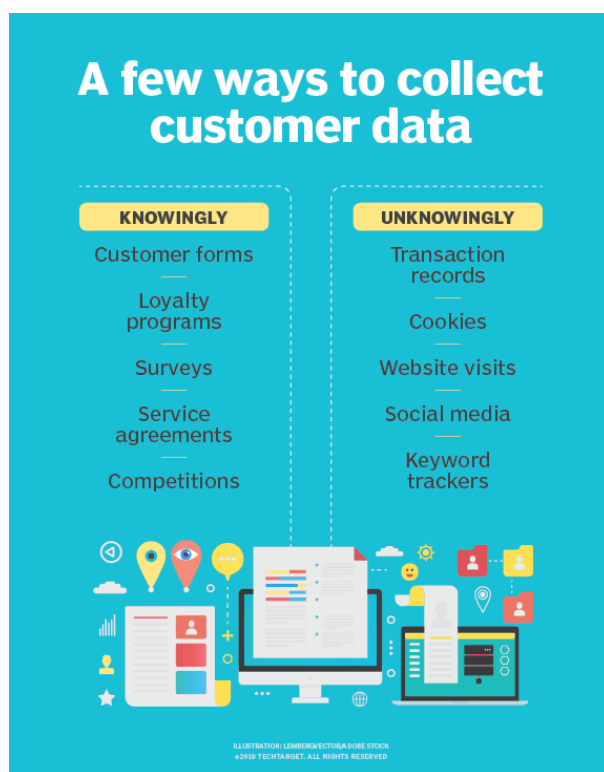 A few ways to collect
customer data
KNOWINGLY
Customer forms
Loyalty
programs
Surveys
Service
agreements
Competitions
UNKNOWINGLY
Transaction
records
Cookies
Website visits
Social media
Keyword
trackers
ILLUSTRATION: LEMBERGVECTOR/ADOBE STOCK
©2019 TECHTARGET. ALL RIGHTS RESERVED